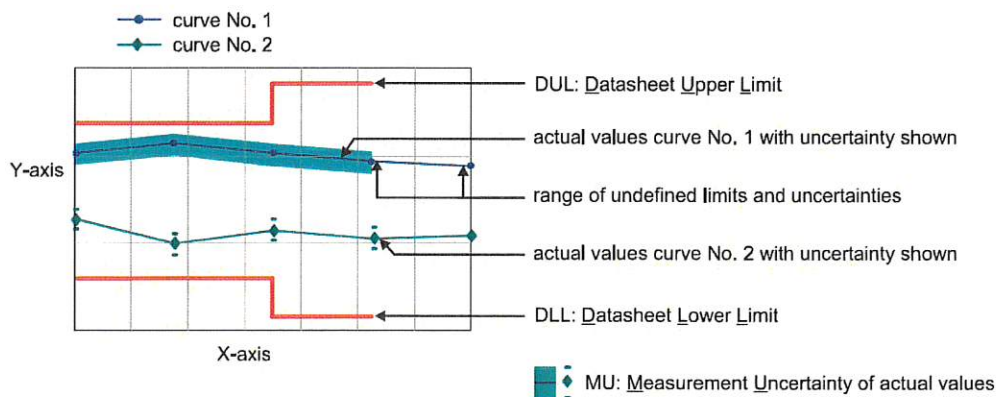 curve No. 1
curve No. 2
DUL: Datasheet Upper Limit
actual values curve No. 1 with uncertainty shown
Y-axis
range of undefined limits and uncertainties
actual values curve No. 2 with uncertainty shown
DLL: Datasheet Lower Limit
X-axis
MU: Measurement Uncertainty of actual values